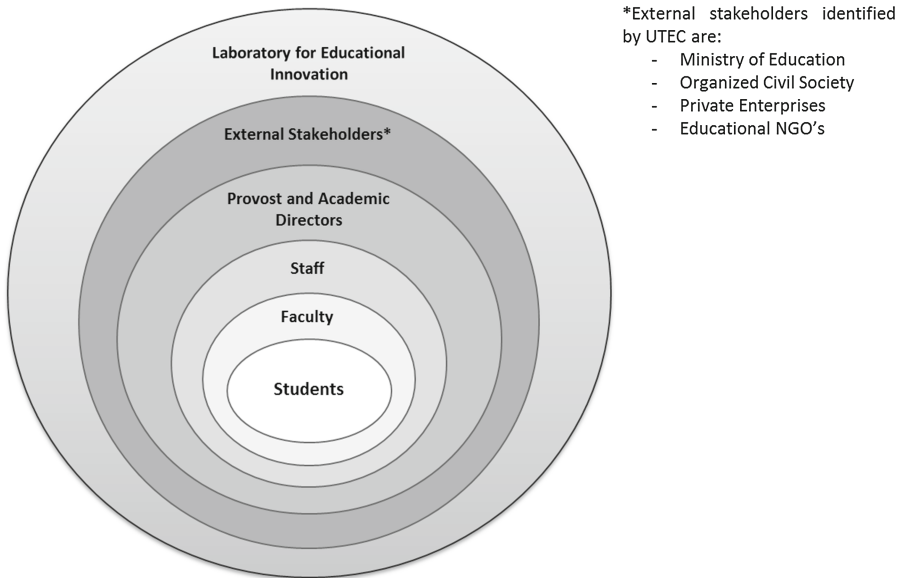 Laboratory for Educational
Innovation
External Stakeholders*
Provost and Academic
Directors
Staff
Faculty
Students
*External stakeholders identified
by UTEC are:
- Ministry of Education
- Organized Civil Society
- Private Enterprises
- Educational NGO’s